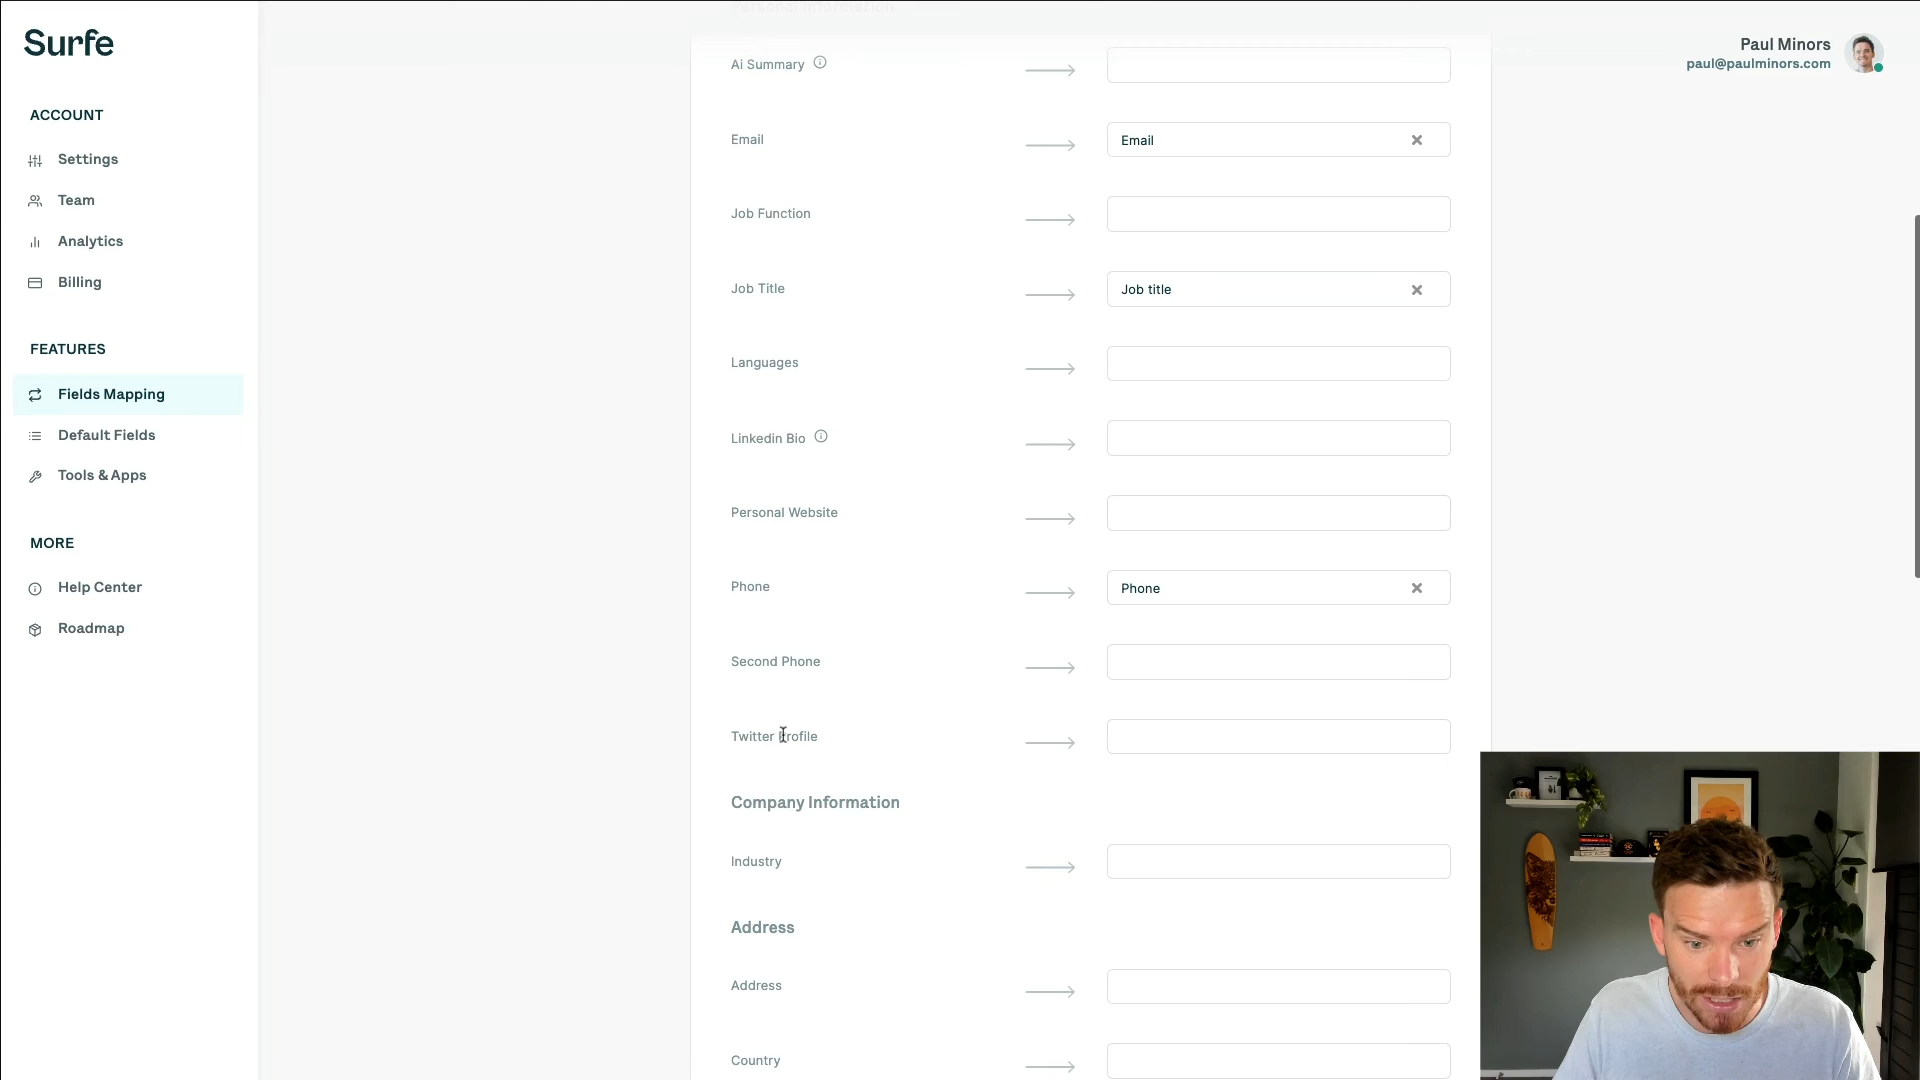 Surfe
Personal Information
Paul Minors
paul@paulminors.com
ACCOUNT
Settings
Team
Analytics
Billing
FEATURES
Fields Mapping
Default Fields
Tools & Apps
MORE
Help Center
Roadmap
Ai Summary
Email
Email
Job Function
Job Title
Job title
Languages
Linkedin Bio
Personal Website
Phone
Phone
Second Phone
Twitter Profile
Company Information
Industry
Address
Address
Country